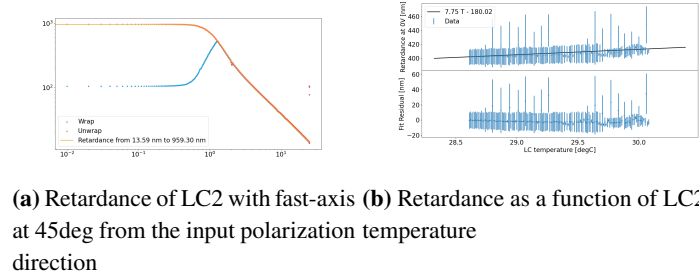 10³
10²
10⁻²
10⁻¹
10⁰
10¹
Wrap
Unwrap
Retardance from 13.59 nm to 959.30 nm
b)
Retardance at 0V [nm]
460
440
420
400
7.75 T - 180.02
Data
Fit Residual [nm]
60
40
20
0
−20
28.5
29.0
29.5
30.0
LC temperature [degC]
(a) Retardance of LC2 with fast-axis (b) Retardance as a function of LC2
at 45deg from the input polarization temperature
direction